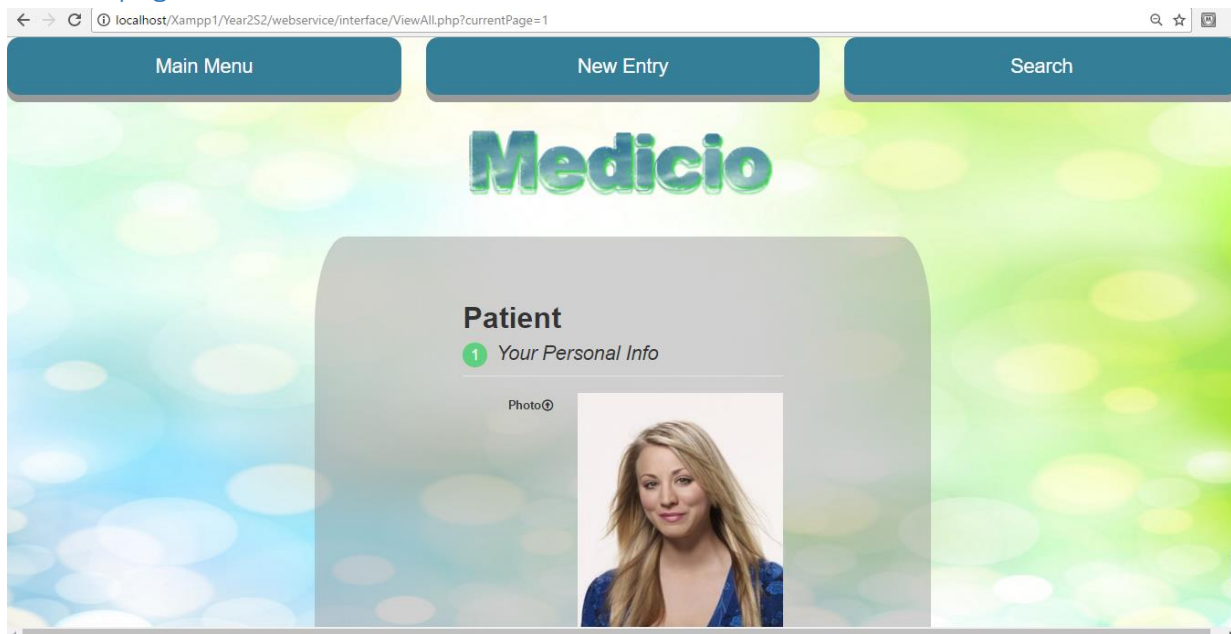 localhost/Xampp1/Year2S2/webservice/interface/ViewAll.php?currentPage=1
Main Menu
New Entry
Search
Medicio
Patient
1 Your Personal Info
Photo